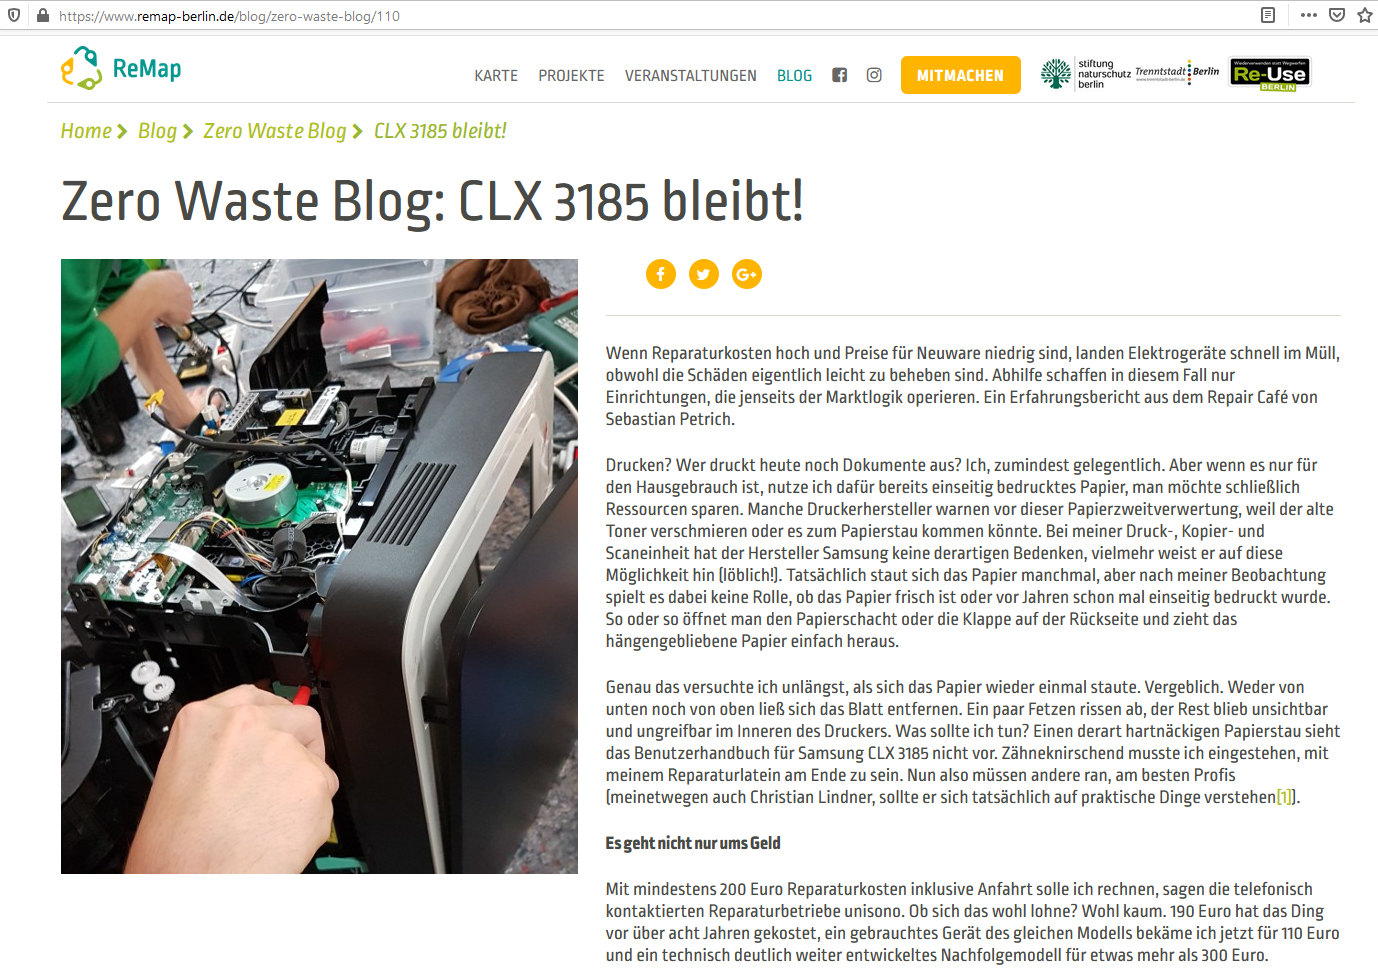 https://www.remap-berlin.de/blog/zero-waste-blog/110
ReMap
KARTE PROJEKTE VERANSTALTUNGEN BLOG MITMACHEN
stiftung
naturschutz
berlin
Trenntstadt Berlin
www.trenntstadt-berlin.de
Wiederverwenden statt Wegwerfen
Re-Use
BERLIN
Home > Blog > Zero Waste Blog > CLX 3185 bleibt!
Zero Waste Blog: CLX 3185 bleibt!
Wenn Reparaturkosten hoch und Preise für Neuware niedrig sind, landen Elektrogeräte schnell im Müll,
obwohl die Schäden eigentlich leicht zu beheben sind. Abhilfe schaffen in diesem Fall nur
Einrichtungen, die jenseits der Marktlogik operieren. Ein Erfahrungsbericht aus dem Repair Café von
Sebastian Petrich.
Drucken? Wer druckt heute noch Dokumente aus? Ich, zumindest gelegentlich. Aber wenn es nur für
den Hausgebrauch ist, nutze ich dafür bereits einseitig bedrucktes Papier, man möchte schließlich
Ressourcen sparen. Manche Druckerhersteller warnen vor dieser Papierzweitverwertung, weil der alte
Toner verschmieren oder es zum Papierstau kommen könnte. Bei meiner Druck-, Kopier- und
Scaneinheit hat der Hersteller Samsung keine derartigen Bedenken, vielmehr weist er auf diese
Möglichkeit hin (löblich!). Tatsächlich staut sich das Papier manchmal, aber nach meiner Beobachtung
spielt es dabei keine Rolle, ob das Papier frisch ist oder vor Jahren schon mal einseitig bedruckt wurde.
So oder so öffnet man den Papierschacht oder die Klappe auf der Rückseite und zieht das
hängengebliebene Papier einfach heraus.
Genau das versuchte ich unlängst, als sich das Papier wieder einmal staute. Vergeblich. Weder von
unten noch von oben ließ sich das Blatt entfernen. Ein paar Fetzen rissen ab, der Rest blieb unsichtbar
und ungreifbar im Inneren des Druckers. Was sollte ich tun? Einen derart hartnäckigen Papierstau sieht
das Benutzerhandbuch für Samsung CLX 3185 nicht vor. Zähneknirschend musste ich eingestehen, mit
meinem Reparaturlatein am Ende zu sein. Nun also müssen andere ran, am besten Profis
(meinetwegen auch Christian Lindner, sollte er sich tatsächlich auf praktische Dinge verstehen[1]).
Es geht nicht nur ums Geld
Mit mindestens 200 Euro Reparaturkosten inklusive Anfahrt solle ich rechnen, sagen die telefonisch
kontaktierten Reparaturbetriebe unisono. Ob sich das wohl lohne? Wohl kaum. 190 Euro hat das Ding
vor über acht Jahren gekostet, ein gebrauchtes Gerät des gleichen Modells bekäme ich jetzt für 110 Euro
und ein technisch deutlich weiter entwickeltes Nachfolgemodell für etwas mehr als 300 Euro.